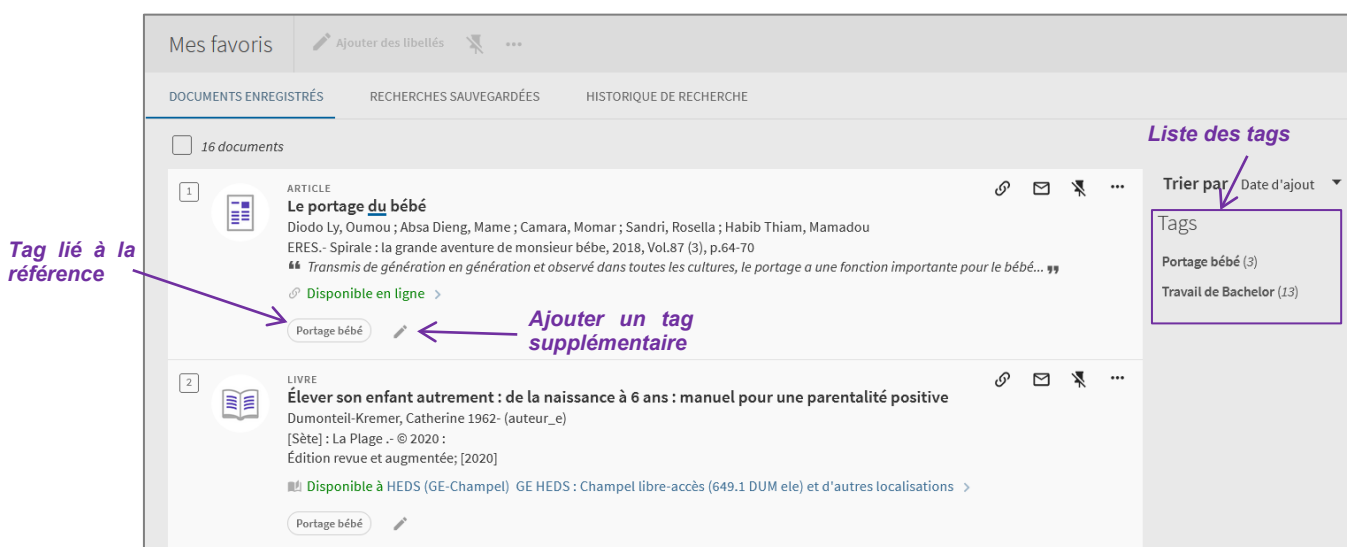 Mes favoris
Ajouter des libellés
DOCUMENTS ENREGISTRÉS
RECHERCHES SAUVEGARDÉES
HISTORIQUE DE RECHERCHE
16 documents
Liste des tags
1
ARTICLE
Le portage du bébé
Diodo Ly, Oumou ; Absa Dieng, Mame ; Camara, Momar ; Sandri, Rosella ; Habib Thiam, Mamadou
ERES.- Spirale : la grande aventure de monsieur bébe, 2018, Vol.87 (3), p.64-70
❝ Transmis de génération en génération et observé dans toutes les cultures, le portage a une fonction importante pour le bébé... ❞
Disponible en ligne >
Portage bébé
Tag lié à la
référence
Ajouter un tag
supplémentaire
Trier par Date d'ajout
Tags
Portage bébé (3)
Travail de Bachelor (13)
2
LIVRE
Élever son enfant autrement : de la naissance à 6 ans : manuel pour une parentalité positive
Dumonteil-Kremer, Catherine 1962- (auteur_e)
[Sète] : La Plage .- © 2020 :
Édition revue et augmentée; [2020]
Disponible à HEDS (GE-Champel) GE HEDS : Champel libre-accès (649.1 DUM ele) et d'autres localisations >
Portage bébé